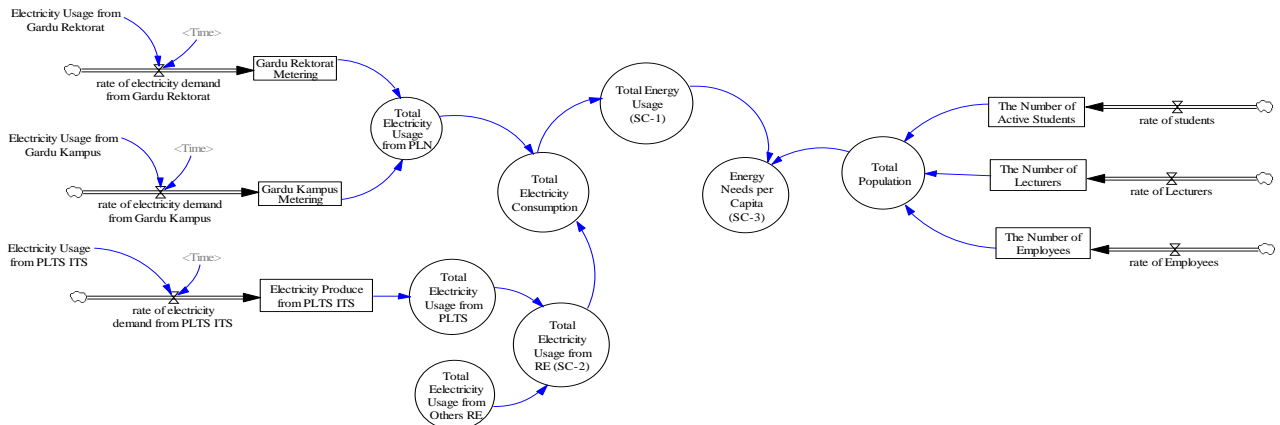 Electricity Usage from
Gardu Rektorat
<Time>
rate of electricity demand
from Gardu Rektorat
Gardu Rektorat
Metering
Electricity Usage from
Gardu Kampus
<Time>
rate of electricity demand
from Gardu Kampus
Gardu Kampus
Metering
Total
Electricity
Usage
from PLN
Electricity Usage
from PLTS ITS
<Time>
rate of electricity
demand from PLTS ITS
Electricity Produce
from PLTS ITS
Total
Electricity
Usage from
PLTS
Total
Eelectricity
Usage from
Others RE
Total
Electricity
Usage from
RE (SC-2)
Total
Electricity
Consumption
Total Energy
Usage
(SC-1)
Energy
Needs per
Capita
(SC-3)
Total
Population
The Number of
Active Students
rate of students
The Number of
Lecturers
rate of Lecturers
The Number of
Employees
rate of Employees